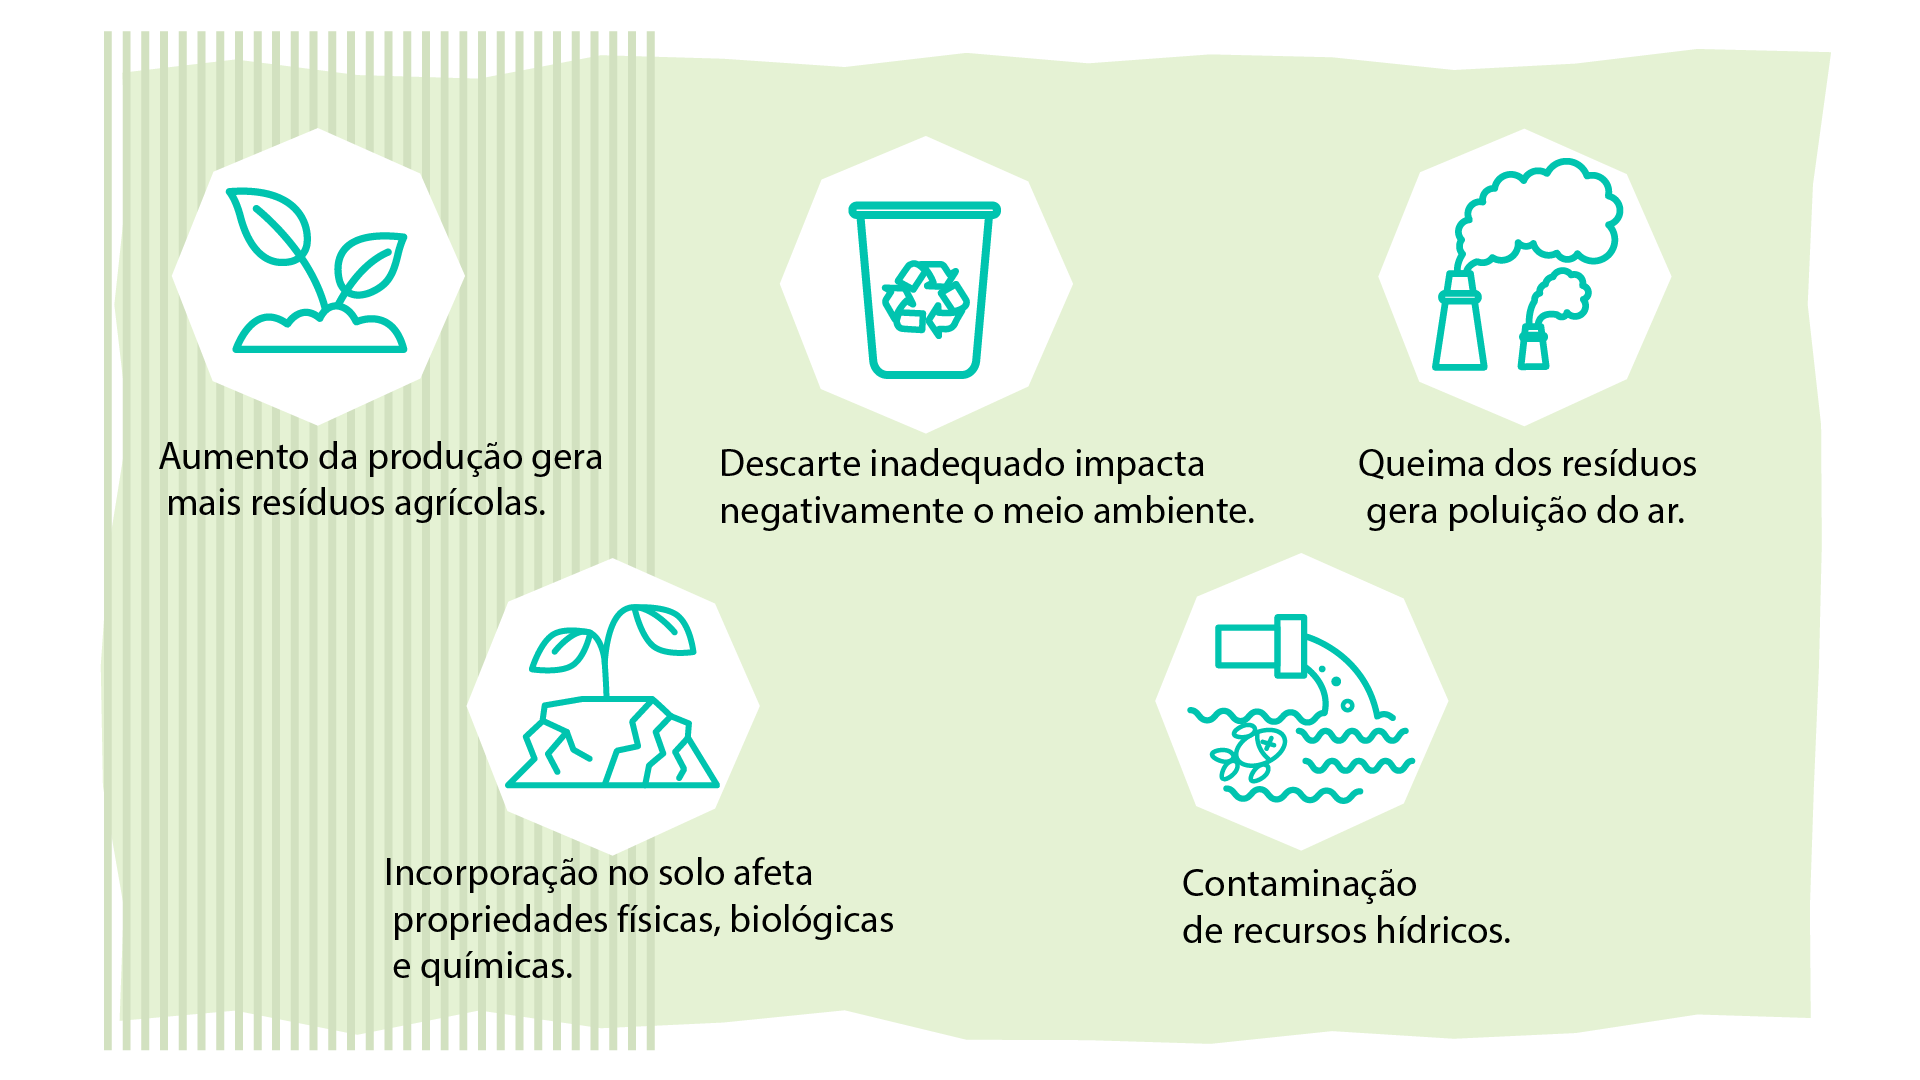 Aumento da produção gera
mais resíduos agrícolas.
Descarte inadequado impacta
negativamente o meio ambiente.
Queima dos resíduos
gera poluição do ar.
Incorporação no solo afeta
propriedades físicas, biológicas
e químicas.
Contaminação
de recursos hídricos.